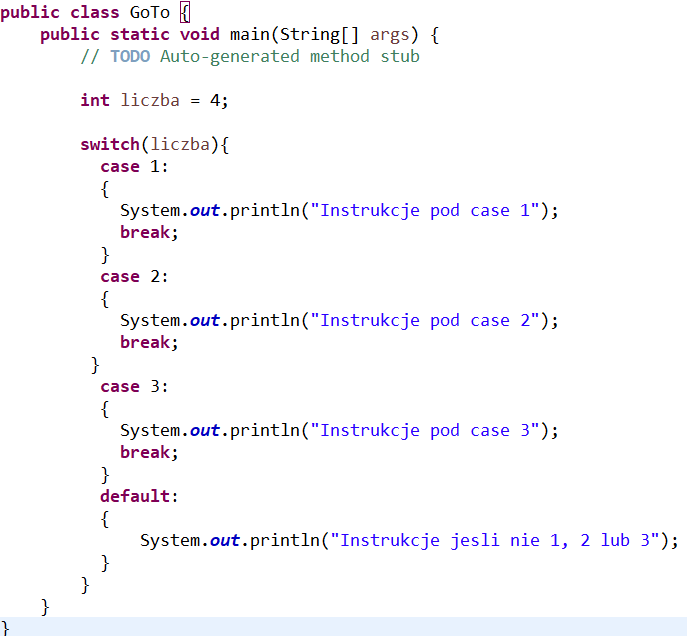 public class GoTo {
    public static void main(String[] args) {
        // TODO Auto-generated method stub

        int liczba = 4;

        switch(liczba){
          case 1:
          {
            System.out.println("Instrukcje pod case 1");
            break;
          }
          case 2:
          {
            System.out.println("Instrukcje pod case 2");
            break;
         }
          case 3:
          {
            System.out.println("Instrukcje pod case 3");
            break;
          }
          default:
          {
              System.out.println("Instrukcje jesli nie 1, 2 lub 3");
          }
        }
    }
}